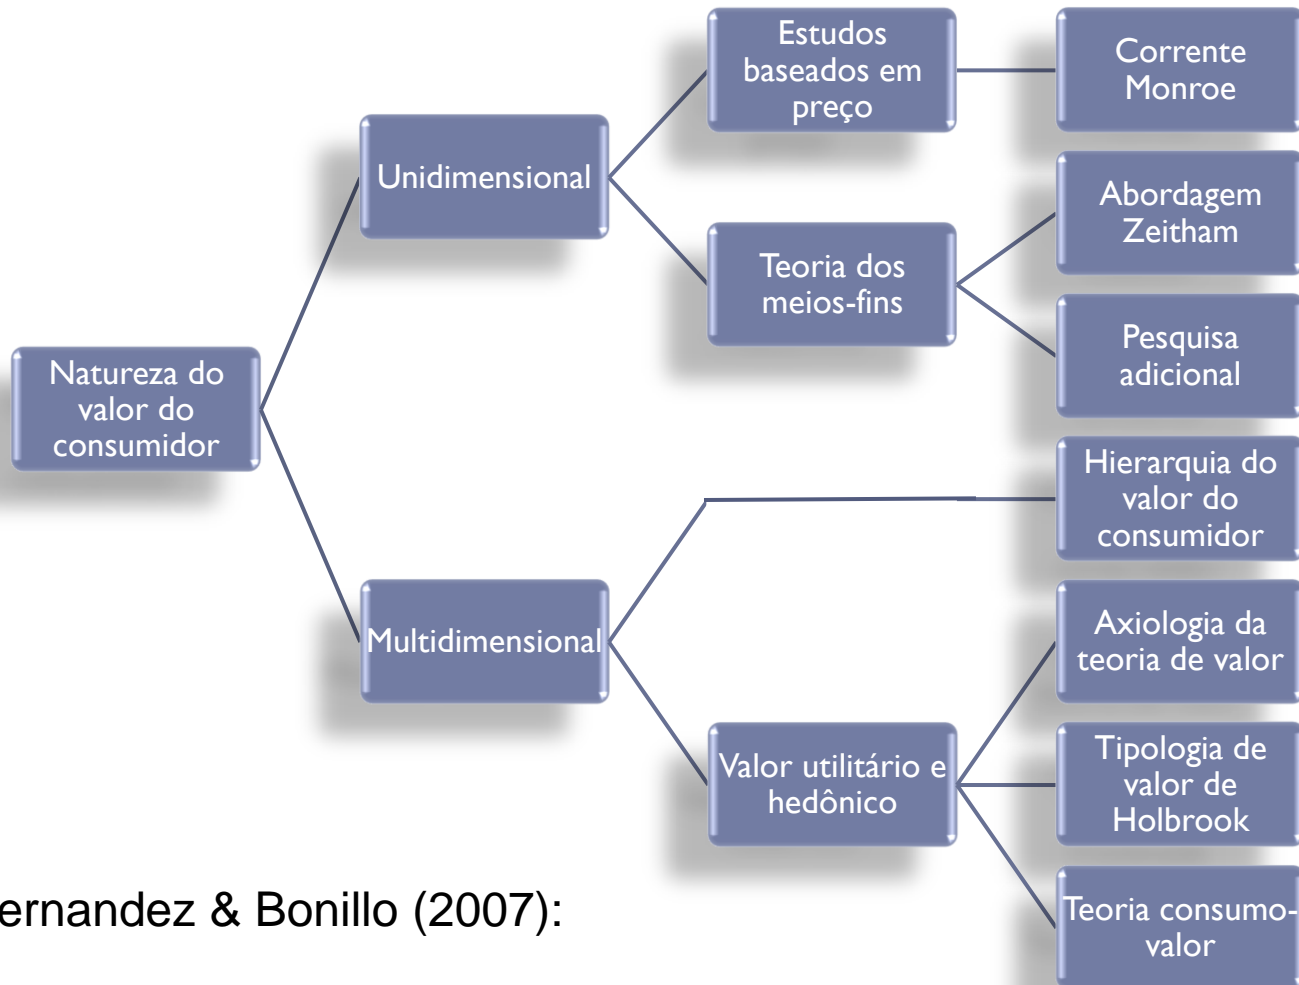 Estudos
baseados em
preço
Corrente
Monroe
Unidimensional
Abordagem
Zeitham
Teoria dos
meios-fins
Pesquisa
adicional
Natureza do
valor do
consumidor
Hierarquia do
valor do
consumidor
Multidimensional
Axiologia da
teoria de valor
Valor utilitário e
hedônico
Tipologia de
valor de
Holbrook
Teoria consumo-
valor
ernandez & Bonillo (2007):